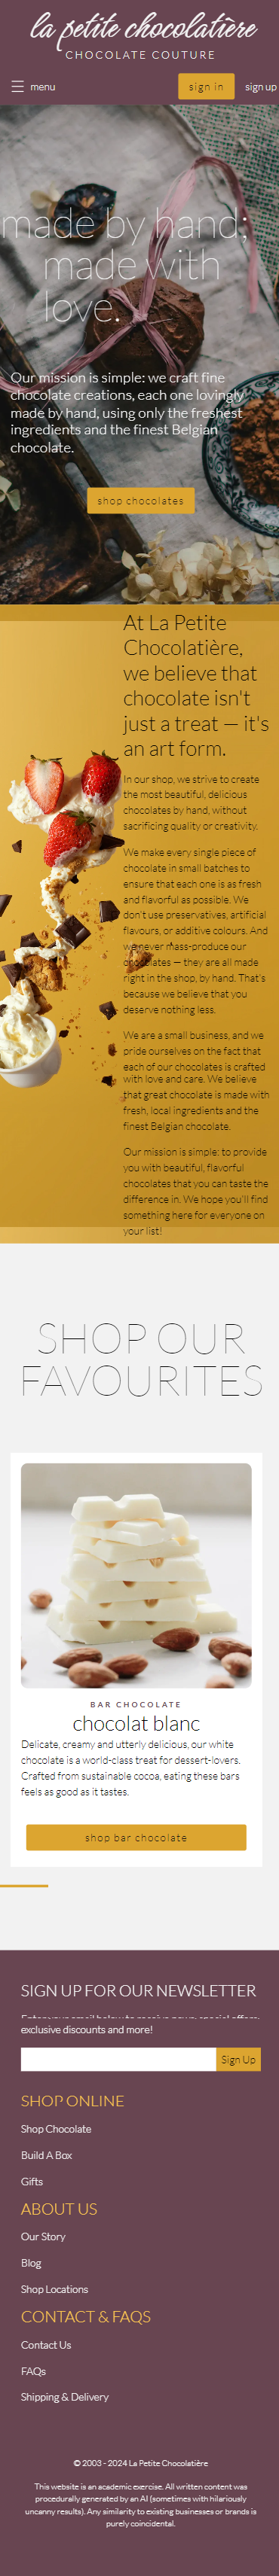 la petite chocolatière
CHOCOLATE COUTURE
menu
sign in
sign up
made by hand;
made with
love.
Our mission is simple: we craft fine
chocolate creations, each one lovingly
made by hand, using only the freshest
ingredients and the finest Belgian
chocolate.
shop chocolates
At La Petite
Chocolatière,
we believe that
chocolate isn't
just a treat — it's
an art form.
In our shop, we strive to create
the most beautiful, delicious
chocolates by hand, without
sacrificing quality or creativity.
We make every single piece of
chocolate in small batches to
ensure that each one is as fresh
and flavorful as possible. We
don't use preservatives, artificial
flavours, or additive colours. And
we never mass-produce our
chocolates — they are all made
right in the shop, by hand. That's
because we believe that you
deserve nothing less.
We are a small business, and we
pride ourselves on the fact that
each of our chocolates is crafted
with love and care. We believe
that great chocolate is made with
fresh, local ingredients and the
finest Belgian chocolate.
Our mission is simple: to provide
you with beautiful, flavorful
chocolates that you can taste the
difference in. We hope you'll find
something here for everyone on
your list!
SHOP OUR
FAVOURITES
BAR CHOCOLATE
chocolat blanc
Delicate, creamy and utterly delicious, our white
chocolate is a world-class treat for dessert-lovers.
Crafted from sustainable cocoa, eating these bars
feels as good as it tastes.
shop bar chocolate
SIGN UP FOR OUR NEWSLETTER
Enter your email below to receive news, special offers,
exclusive discounts and more!
Sign Up
SHOP ONLINE
Shop Chocolate
Build A Box
Gifts
ABOUT US
Our Story
Blog
Shop Locations
CONTACT & FAQS
Contact Us
FAQs
Shipping & Delivery
© 2003 - 2024 La Petite Chocolatière
This website is an academic exercise. All written content was
procedurally generated by an AI (sometimes with hilariously
uncanny results). Any similarity to existing businesses or brands is
purely coincidental.